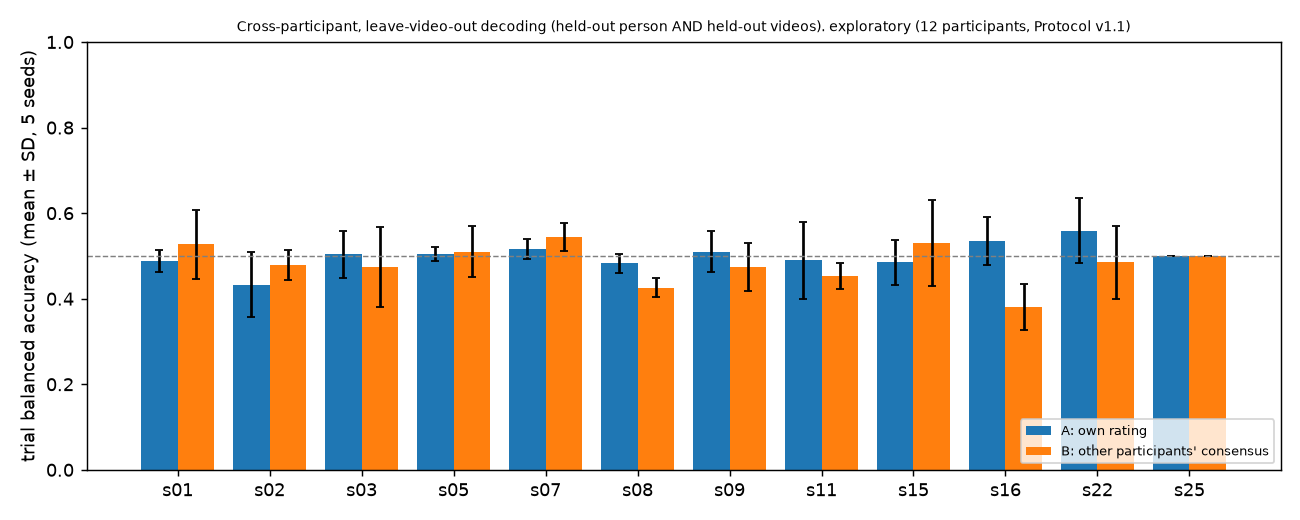 Cross-participant, leave-video-out decoding (held-out person AND held-out videos). exploratory (12 participants, Protocol v1.1)
trial balanced accuracy (mean ± SD, 5 seeds)
1.0
0.8
0.6
0.4
0.2
0.0
A: own rating
B: other participants' consensus
s01 s02 s03 s05 s07 s08 s09 s11 s15 s16 s22 s25